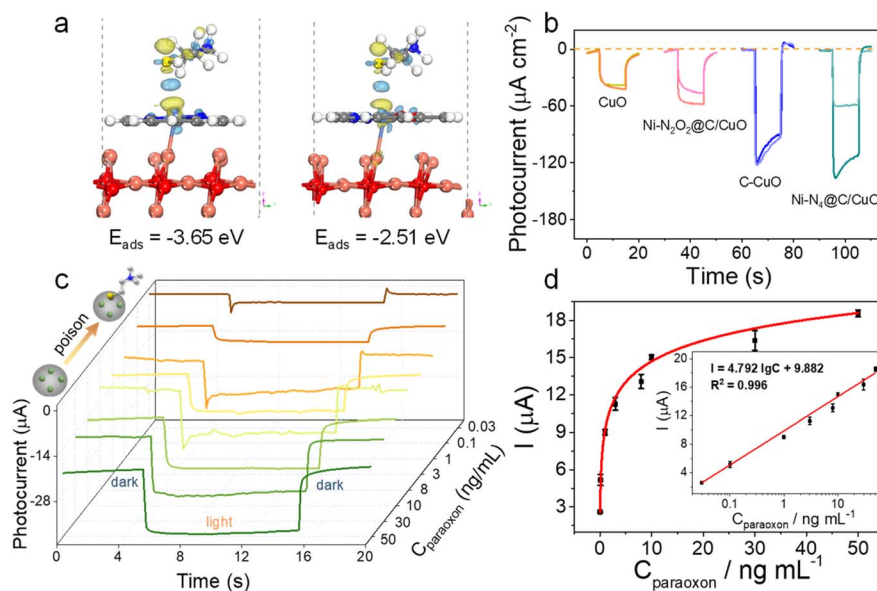 a
E_ads = -3.65 eV
E_ads = -2.51 eV
b
Photocurrent (μA cm⁻²)
0
-60
-120
-180
CuO
Ni-N₂O₂@C/CuO
C-CuO
Ni-N₄@C/CuO
0 20 40 60 80 100
Time (s)
c
poison
Photocurrent (μA)
0
-14
-28
dark
light
dark
0 4 8 12 16 20
Time (s)
0.03
0.1
1
3
8
10
30
50
C_paraoxon (ng/mL)
d
I (μA)
18
15
12
9
6
3
0 10 20 30 40 50
C_paraoxon / ng mL⁻¹
I = 4.792 lgC + 9.882
R² = 0.996
I (μA)
20
16
12
8
4
0.1 1 10
C_paraoxon / ng mL⁻¹